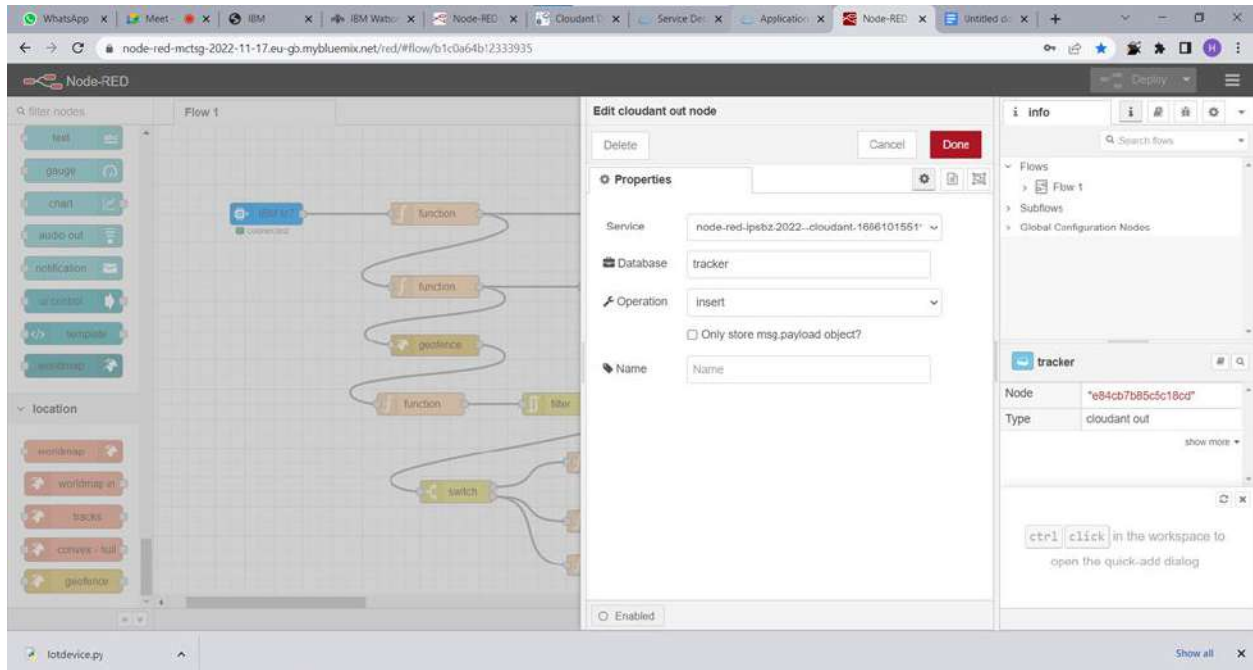 WhatsApp
Meet -
IBM
IBM Watson
Node-RED
Cloudant D
Service Det
Application
Node-RED
Untitled d
node-red-mctsg-2022-11-17.eu-gb.mybluemix.net/red/#flow/b1c0a64b12333935
H
Node-RED
Deploy
filter nodes
Flow 1
Edit cloudant out node
i info
text
abc
gauge
chart
audio out
notification
ui control
template
worldmap
location
worldmap
worldmap in
tracks
convex - hull
geofence
IBM IoT
connected
function
function
geofence
function
filter
switch
Delete
Cancel
Done
Properties
Service
node-red-ipsbz-2022--cloudant-1666101551
Database
tracker
Operation
insert
Only store msg.payload object?
Name
Name
Enabled
Search flows
Flows
Flow 1
Subflows
Global Configuration Nodes
tracker
Node
"e84cb7b85c5c18cd"
Type
cloudant out
show more
ctrl click in the workspace to
open the quick-add dialog
Iotdevice.py
Show all